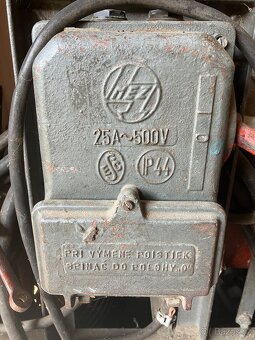 MEZ
25A~500V
IP44
PRI VÝMENE POISTIEK
SPÍNAČ DO POLOHY „0"